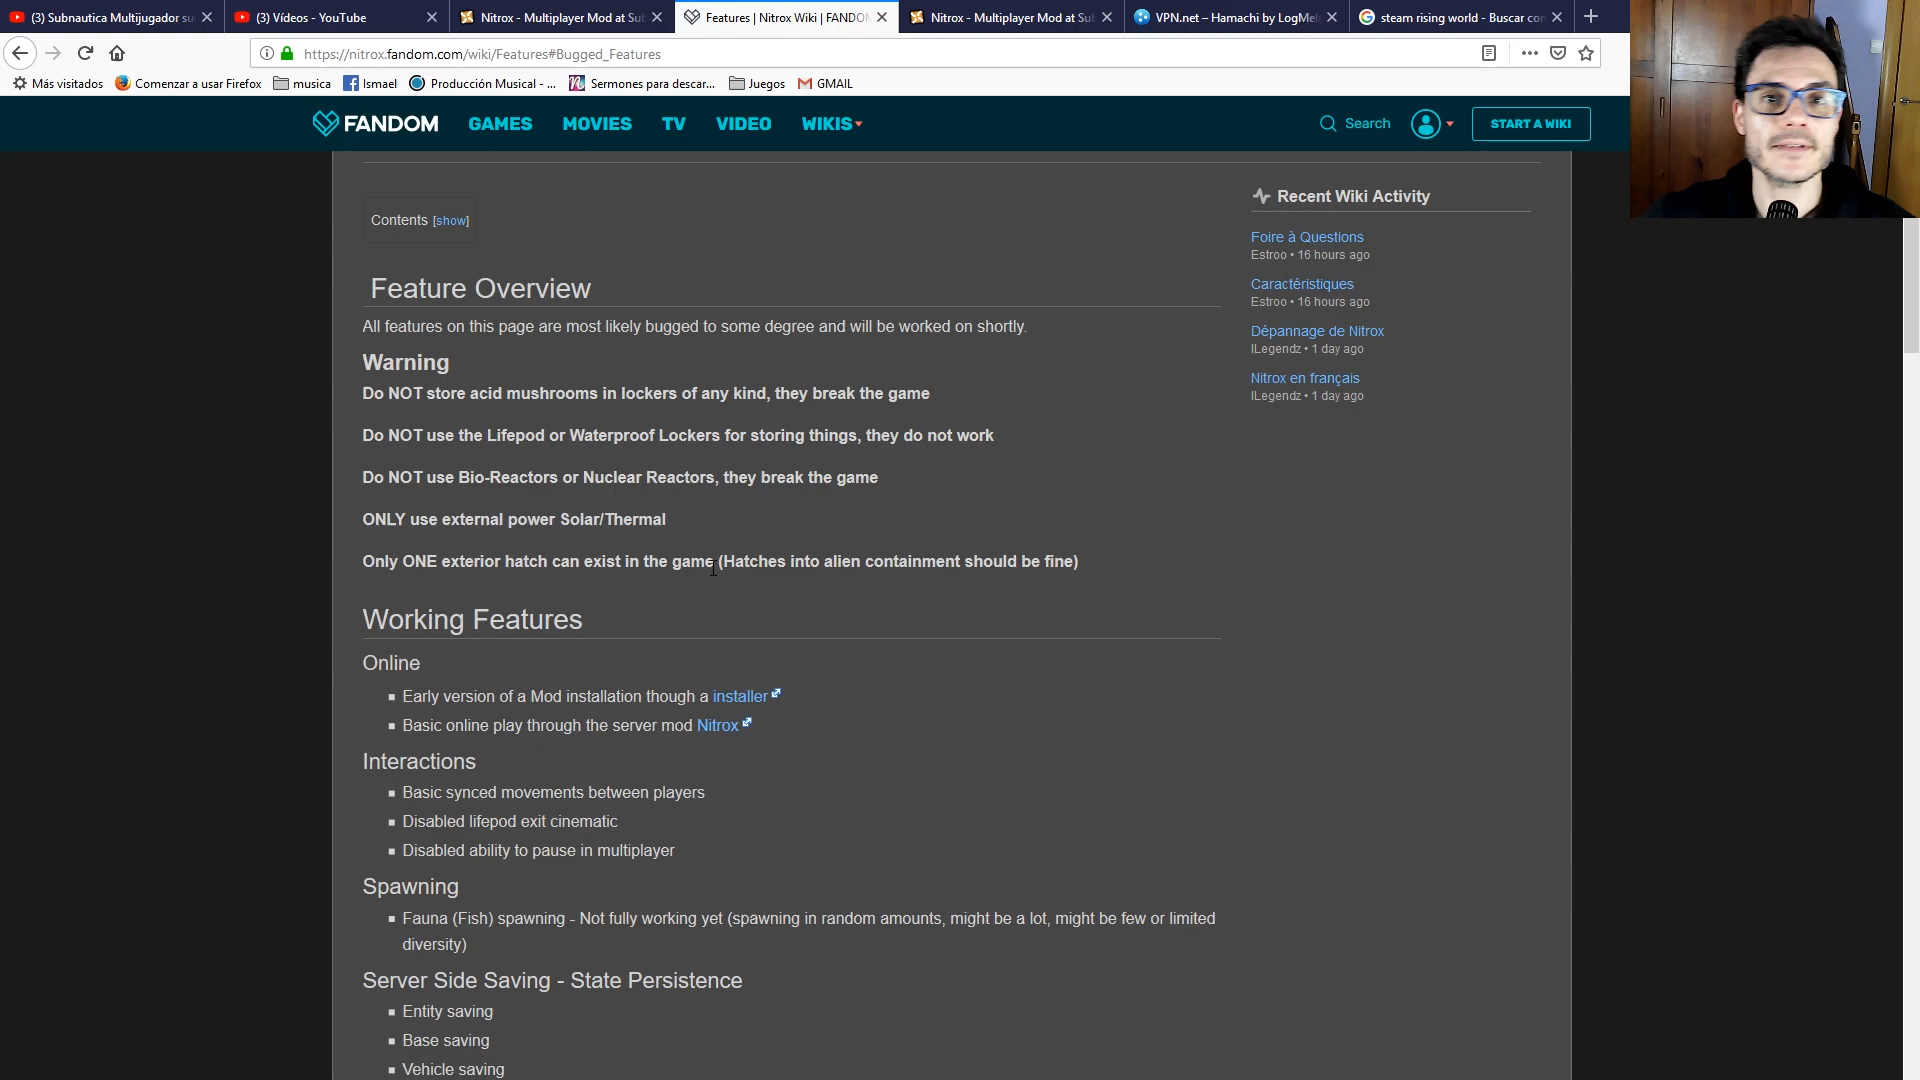 (3) Subnautica Multijugador su
(3) Vídeos - YouTube
Nitrox - Multiplayer Mod at Sub
Features | Nitrox Wiki | FANDOM
Nitrox - Multiplayer Mod at Sub
VPN.net – Hamachi by LogMeI
steam rising world - Buscar con
https://nitrox.fandom.com/wiki/Features#Bugged_Features
Más visitados
Comenzar a usar Firefox
musica
Ismael
Producción Musical - ...
Sermones para descar...
Juegos
GMAIL
FANDOM
GAMES
MOVIES
TV
VIDEO
WIKIS
Search
START A WIKI
Contents [show]
Feature Overview
All features on this page are most likely bugged to some degree and will be worked on shortly.
Warning
Do NOT store acid mushrooms in lockers of any kind, they break the game
Do NOT use the Lifepod or Waterproof Lockers for storing things, they do not work
Do NOT use Bio-Reactors or Nuclear Reactors, they break the game
ONLY use external power Solar/Thermal
Only ONE exterior hatch can exist in the game (Hatches into alien containment should be fine)
Working Features
Online
Early version of a Mod installation though a installer
Basic online play through the server mod Nitrox
Interactions
Basic synced movements between players
Disabled lifepod exit cinematic
Disabled ability to pause in multiplayer
Spawning
Fauna (Fish) spawning - Not fully working yet (spawning in random amounts, might be a lot, might be few or limited
diversity)
Server Side Saving - State Persistence
Entity saving
Base saving
Vehicle saving
Recent Wiki Activity
Foire à Questions
Estroo • 16 hours ago
Caractéristiques
Estroo • 16 hours ago
Dépannage de Nitrox
ILegendz • 1 day ago
Nitrox en français
ILegendz • 1 day ago